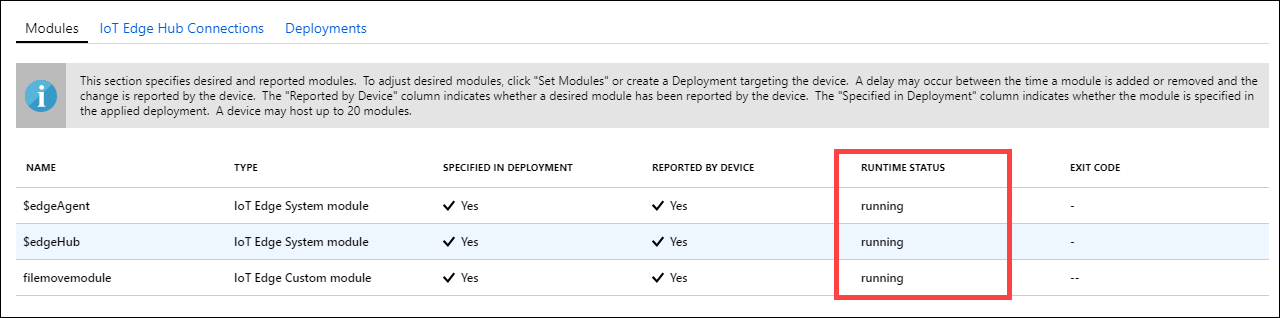 Modules IoT Edge Hub Connections Deployments
This section specifies desired and reported modules. To adjust desired modules, click "Set Modules" or create a Deployment targeting the device. A delay may occur between the time a module is added or removed and the
change is reported by the device. The "Reported by Device" column indicates whether a desired module has been reported by the device. The "Specified in Deployment" column indicates whether the module is specified in
the applied deployment. A device may host up to 20 modules.
NAME TYPE SPECIFIED IN DEPLOYMENT REPORTED BY DEVICE RUNTIME STATUS EXIT CODE
$edgeAgent IoT Edge System module ✓ Yes ✓ Yes running -
$edgeHub IoT Edge System module ✓ Yes ✓ Yes running -
filemovemodule IoT Edge Custom module ✓ Yes ✓ Yes running --